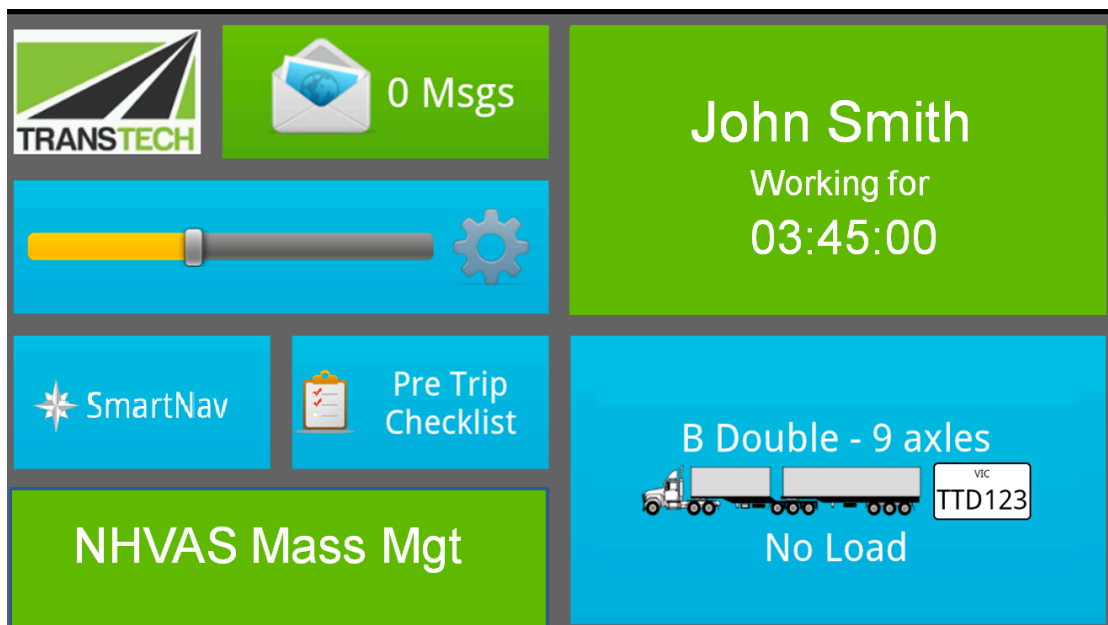 TRANSTECH
0 Msgs
John Smith
Working for
03:45:00
SmartNav
Pre Trip
Checklist
B Double - 9 axles
VIC
TTD123
No Load
NHVAS Mass Mgt